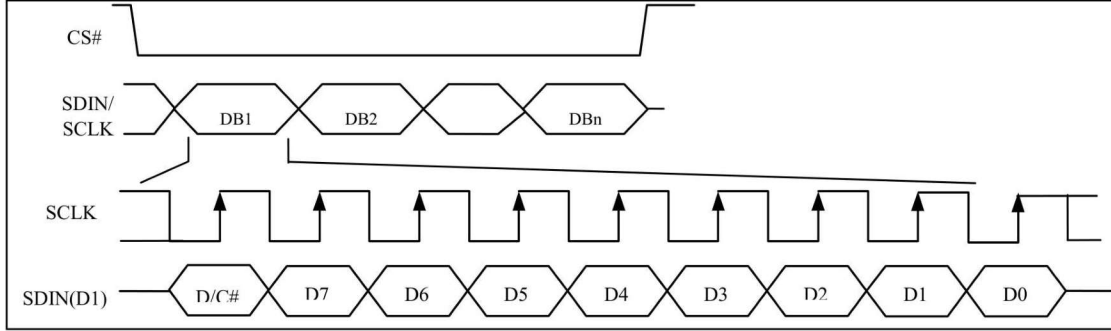 CS#
SDIN/
SCLK
DB1 DB2 DBn
SCLK
SDIN(D1) D/C# D7 D6 D5 D4 D3 D2 D1 D0